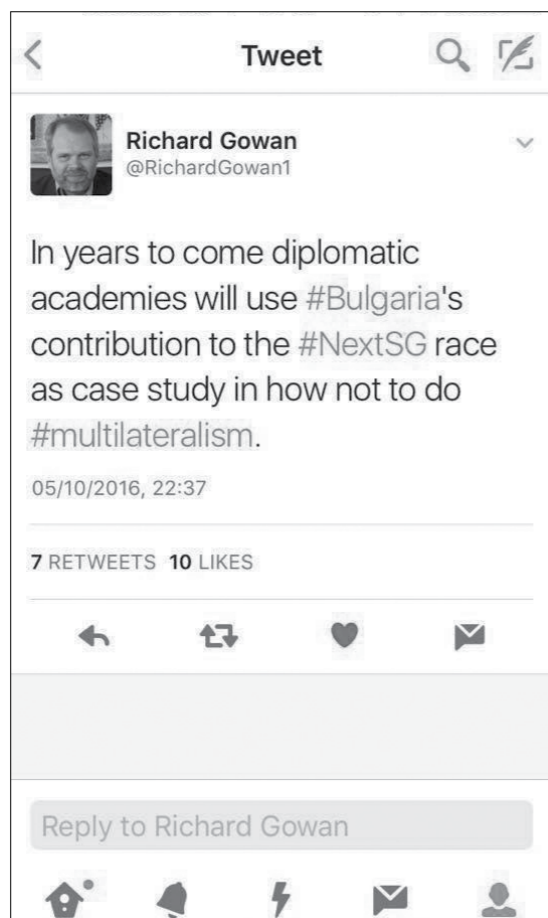 Tweet
Richard Gowan
@RichardGowan1
In years to come diplomatic
academies will use #Bulgaria's
contribution to the #NextSG race
as case study in how not to do
#multilateralism.
05/10/2016, 22:37
7 RETWEETS 10 LIKES
Reply to Richard Gowan